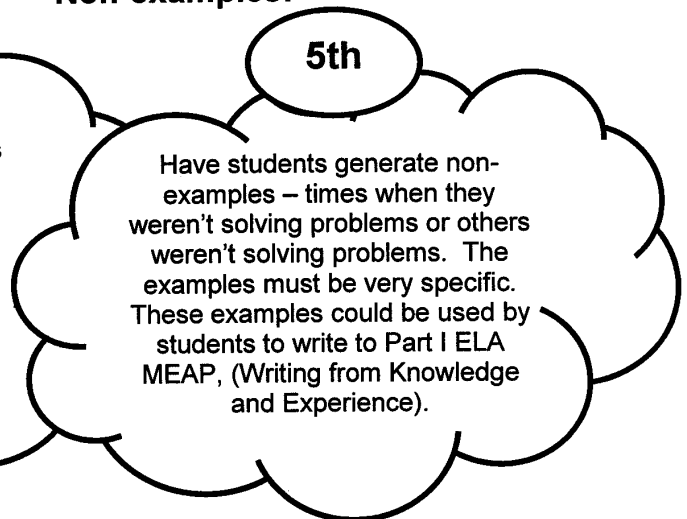 Non-examples:
5th
s
Have students generate non-
examples – times when they
weren't solving problems or others
weren't solving problems. The
examples must be very specific.
These examples could be used by
students to write to Part I ELA
MEAP, (Writing from Knowledge
and Experience).